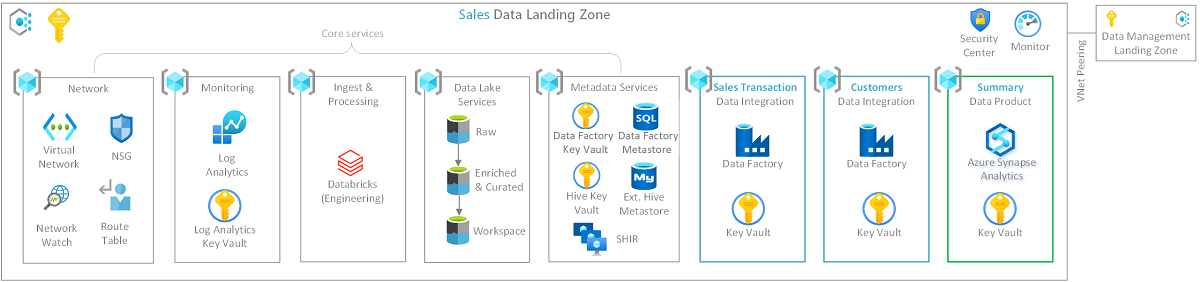 Sales Data Landing Zone
Core services
Security
Center
Monitor
Data Management
Landing Zone
VNet Peering
Network
Virtual
Network
NSG
Network
Watch
Route
Table
Monitoring
Log
Analytics
Log Analytics
Key Vault
Ingest &
Processing
Databricks
(Engineering)
Data Lake
Services
Raw
Enriched
& Curated
Workspace
Metadata Services
Data Factory
Key Vault
SQL
Data Factory
Metastore
Hive Key
Vault
My
Ext. Hive
Metastore
SHIR
Sales Transaction
Data Integration
Data Factory
Key Vault
Customers
Data Integration
Data Factory
Key Vault
Summary
Data Product
Azure Synapse
Analytics
Key Vault